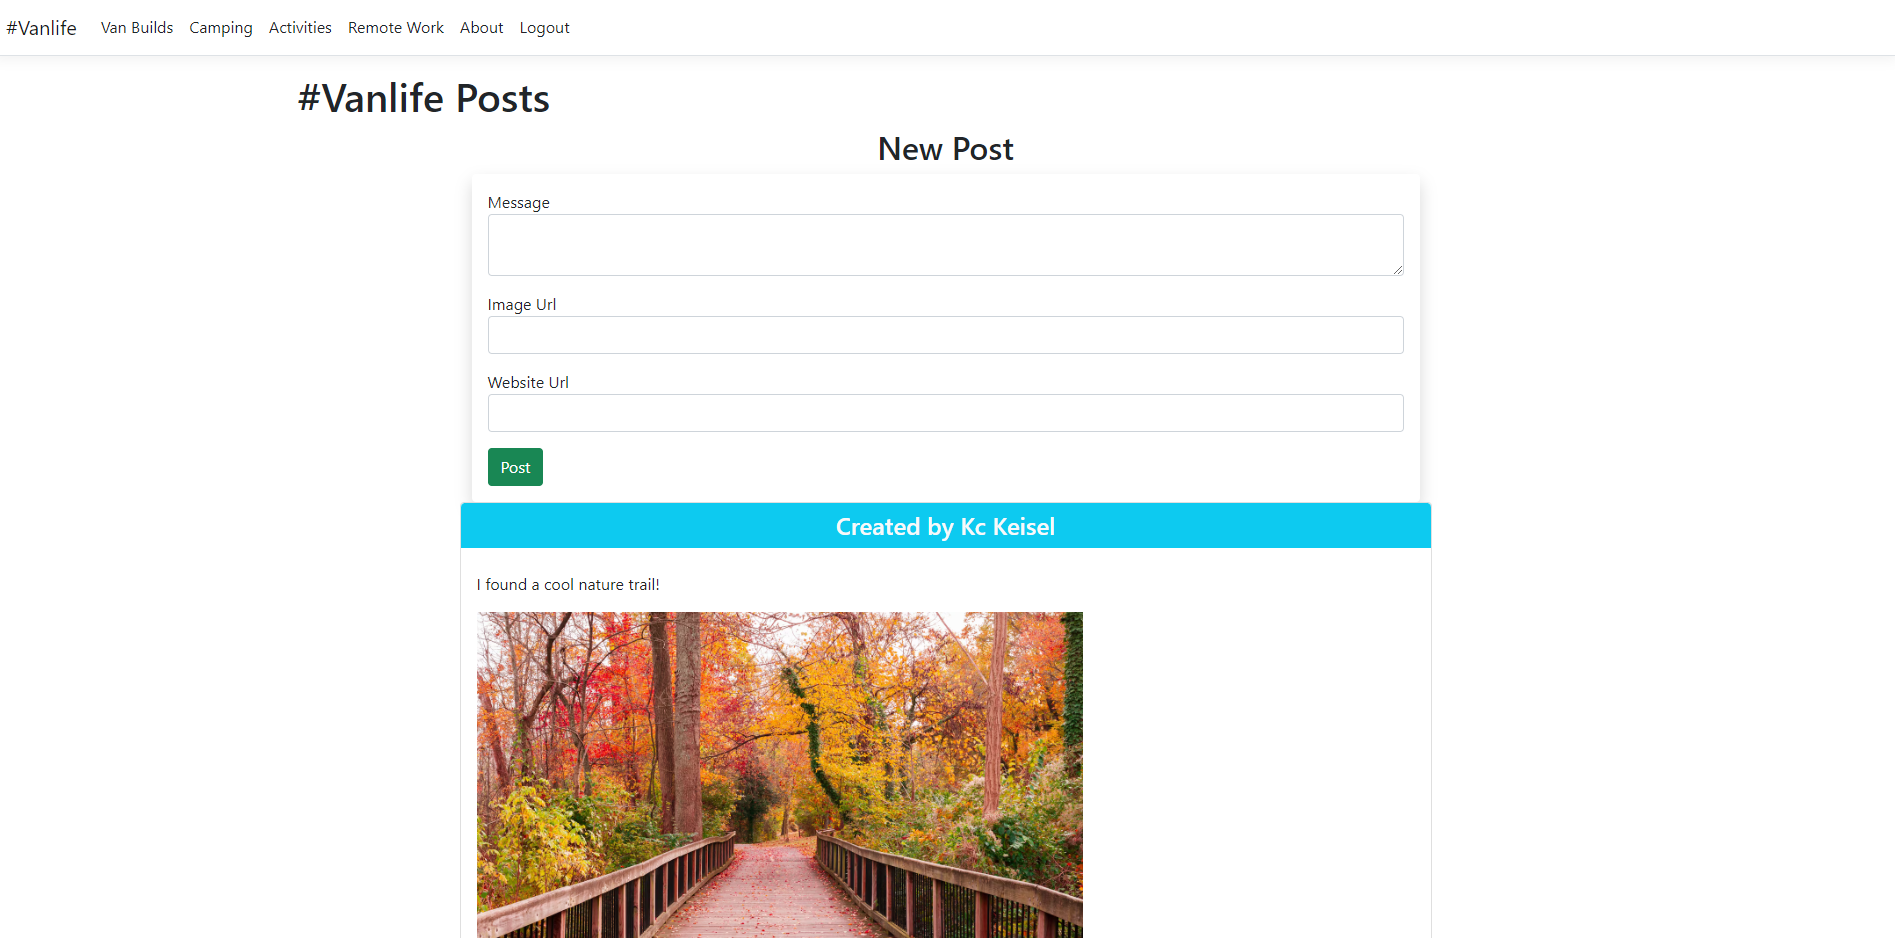 #Vanlife Van Builds Camping Activities Remote Work About Logout
#Vanlife Posts
New Post
Message
Image Url
Website Url
Post
Created by Kc Keisel
I found a cool nature trail!